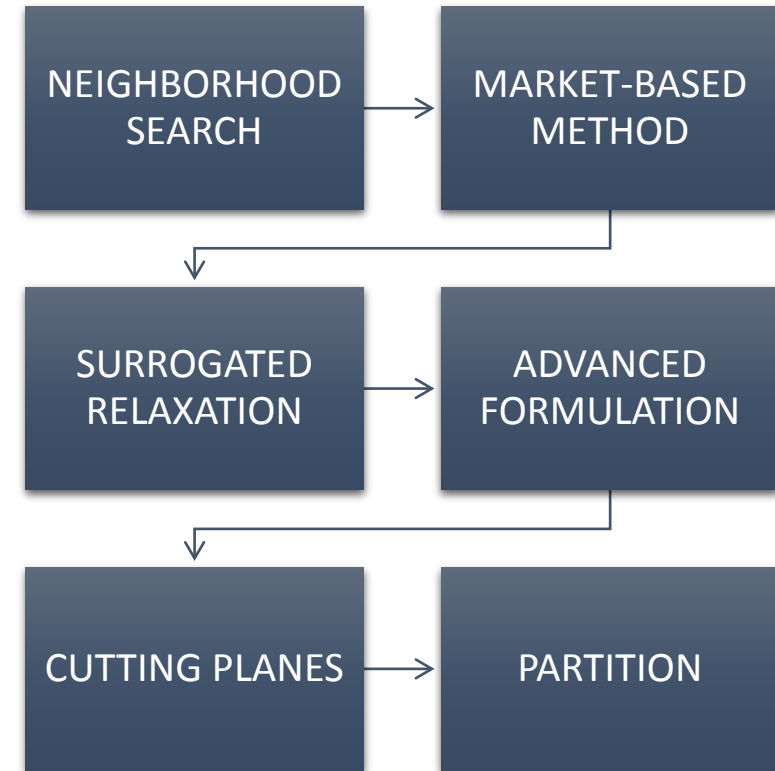 NEIGHBORHOOD
SEARCH
MARKET-BASED
METHOD
SURROGATED
RELAXATION
ADVANCED
FORMULATION
CUTTING PLANES
PARTITION